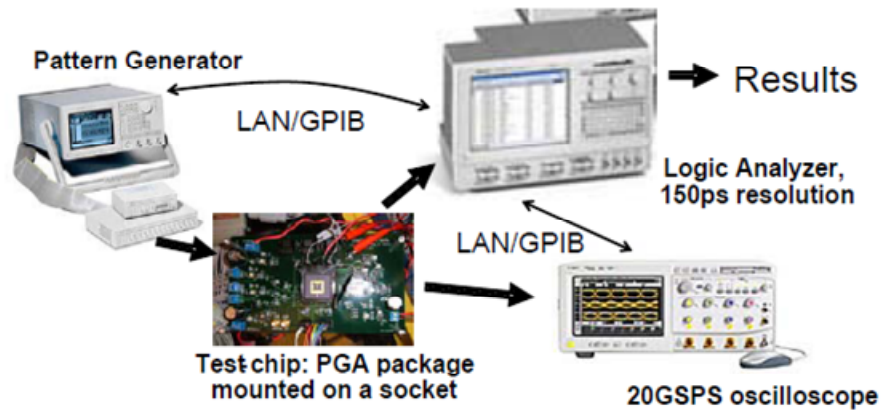 Pattern Generator
LAN/GPIB
Results
Logic Analyzer,
150ps resolution
LAN/GPIB
Test-chip: PGA package
mounted on a socket
20GSPS oscilloscope